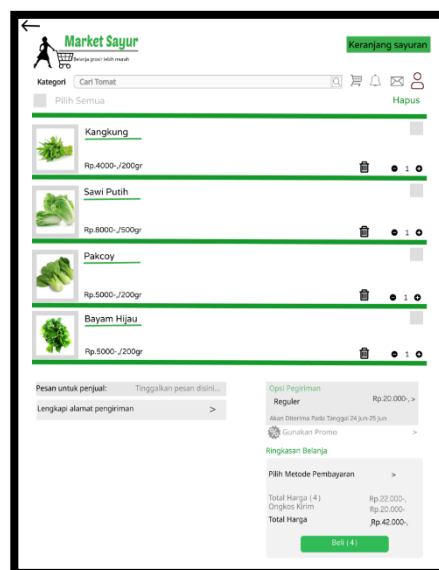 Market Sayur
Belanja grosir lebih murah
Keranjang sayuran
Kategori
Cari Tomat
Pilih Semua
Hapus
Kangkung
Rp.4000-,/200gr
1
Sawi Putih
Rp.8000-,/500gr
1
Pakcoy
Rp.5000-,/200gr
1
Bayam Hijau
Rp.5000-,/200gr
1
Pesan untuk penjual: Tinggalkan pesan disini...
Lengkapi alamat pengiriman >
Opsi Pegiriman
Reguler Rp.20.000-, >
Akan Diterima Pada Tanggal 24 Jun-25 Jun
Gunakan Promo >
Ringkasan Belanja
Pilih Metode Pembayaran >
Total Harga (4) Rp.22.000-,
Ongkos Kirim Rp.20.000-
Total Harga Rp.42.000-,
Beli (4)